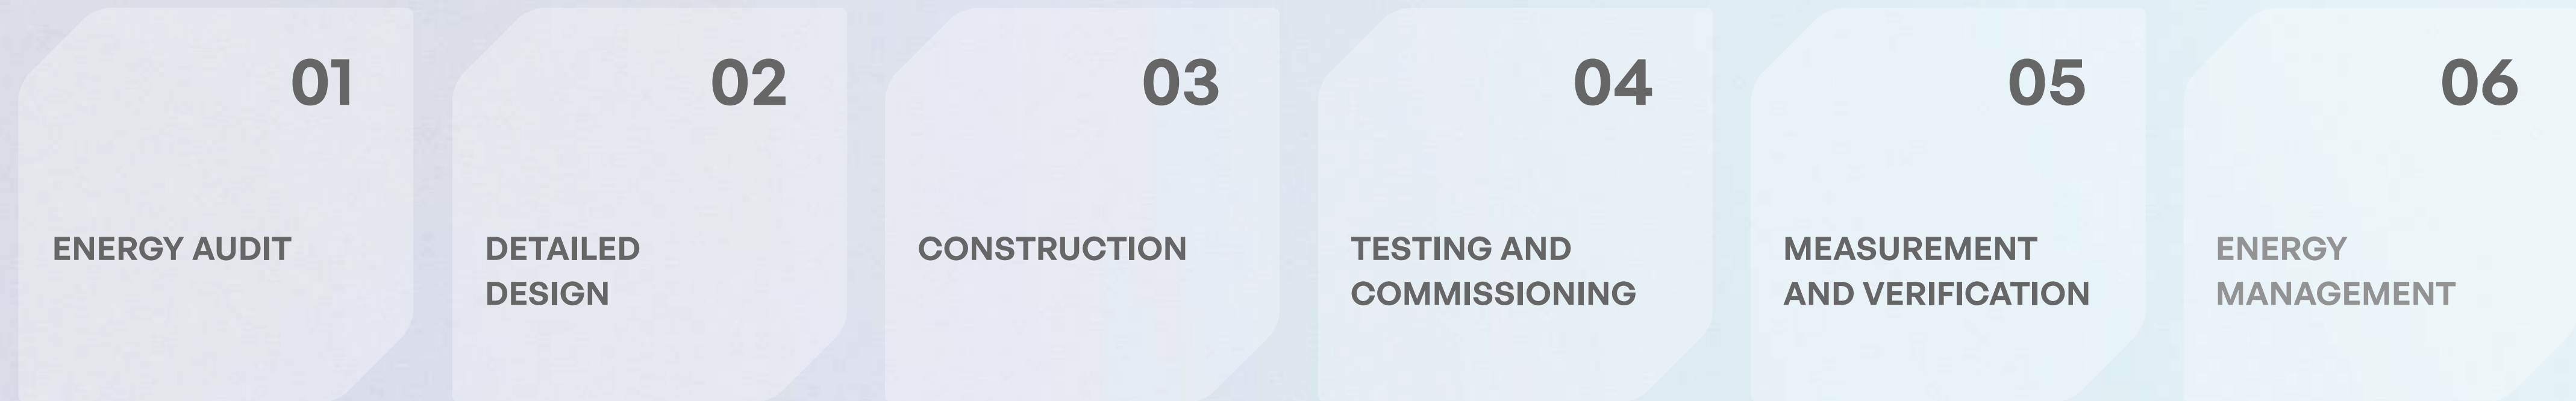 01
ENERGY AUDIT
02
DETAILED
DESIGN
03
CONSTRUCTION
04
TESTING AND
COMMISSIONING
05
MEASUREMENT
AND VERIFICATION
06
ENERGY
MANAGEMENT